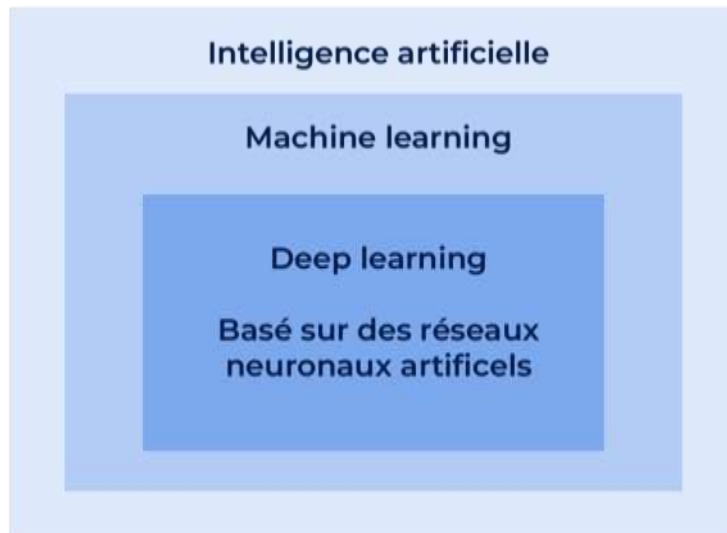 Intelligence artificielle
Machine learning
Deep learning
Basé sur des réseaux
neuronaux artificels